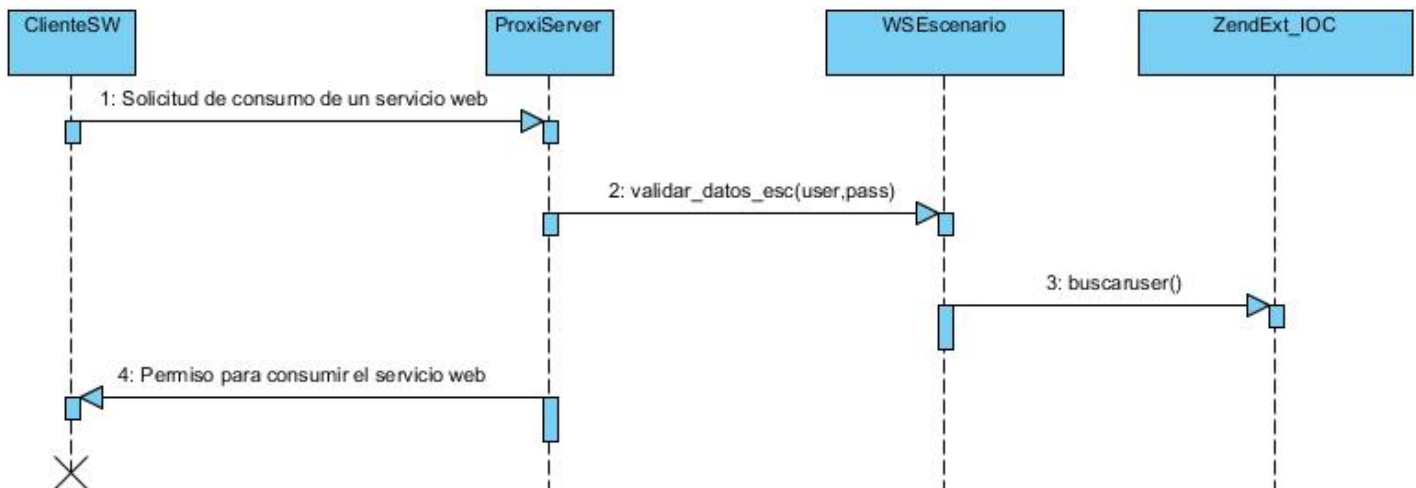 ClienteSW
ProxiServer
WSEscenario
ZendExt_IOC
1: Solicitud de consumo de un servicio web
2: validar_datos_esc(user,pass)
3: buscaruser()
4: Permiso para consumir el servicio web